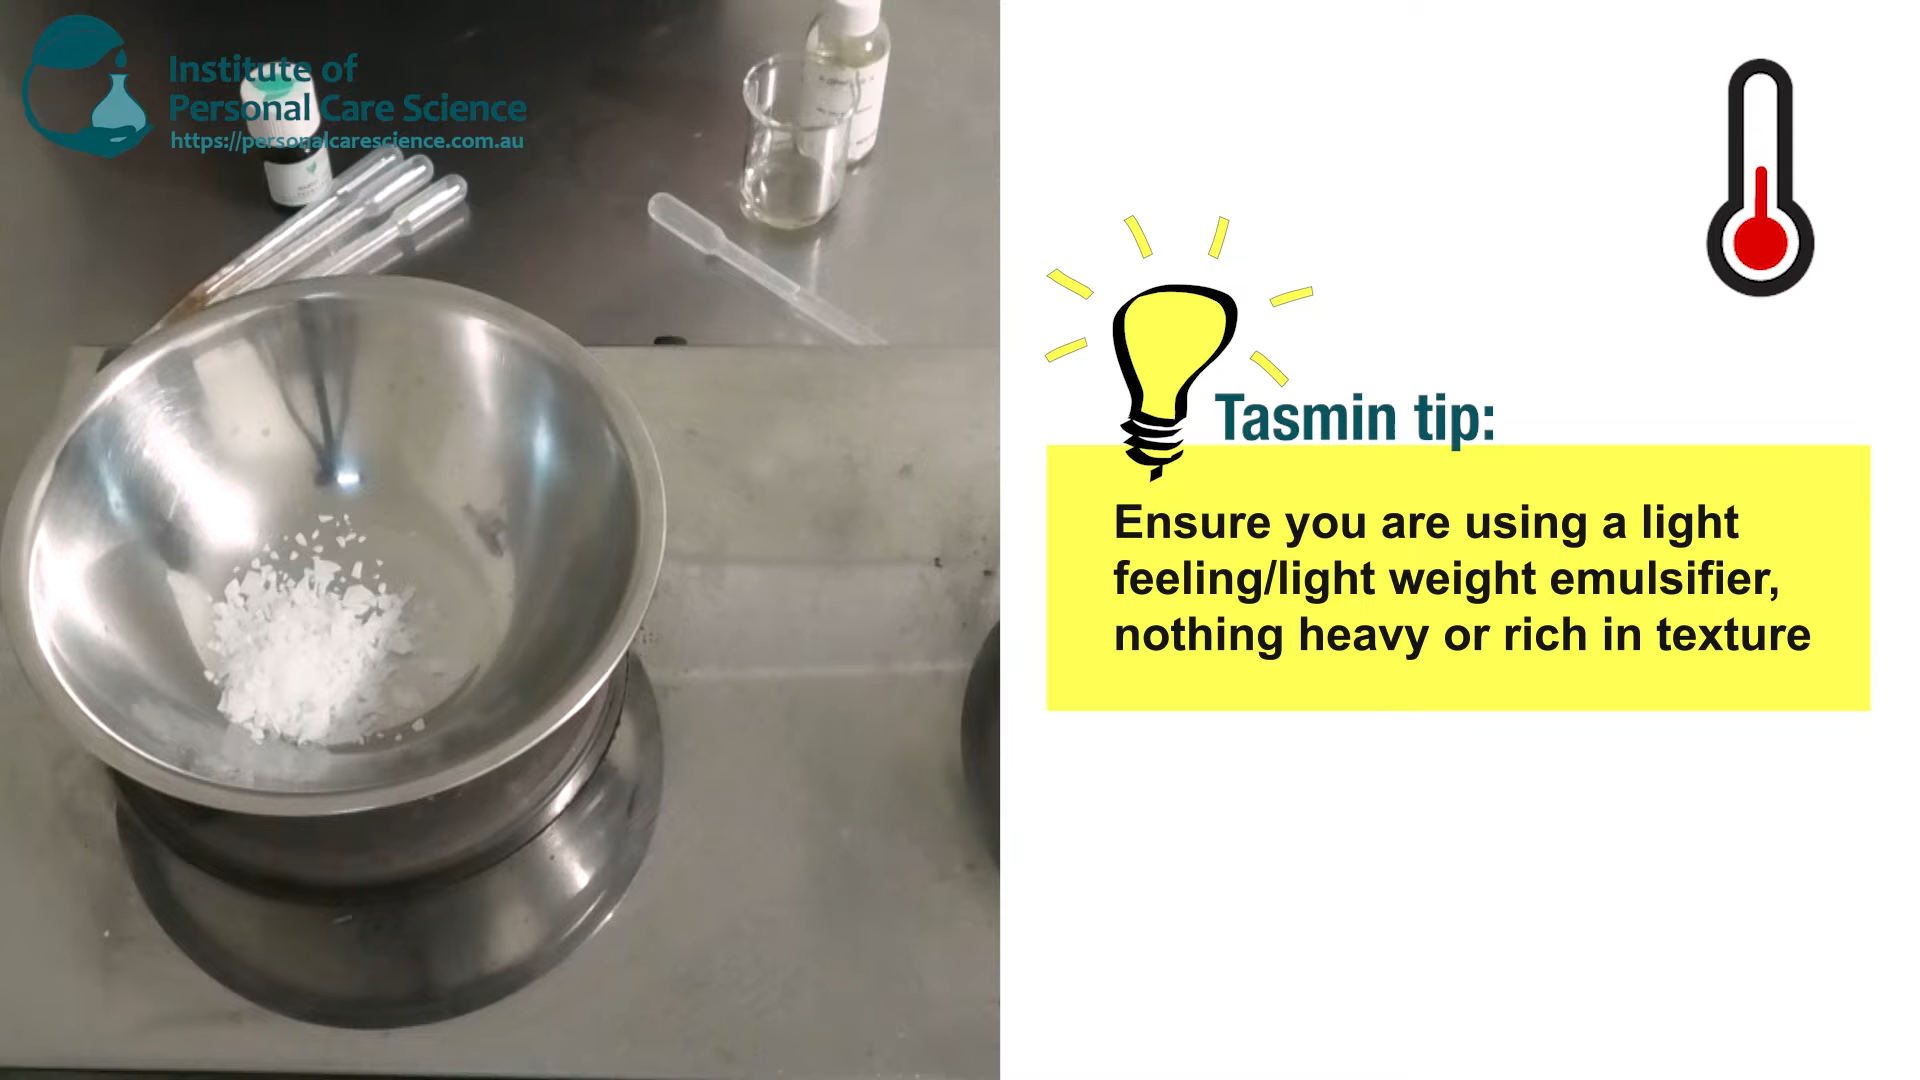 Institute of
Personal Care Science
https://personalcarescience.com.au
Tasmin tip:
Ensure you are using a light
feeling/light weight emulsifier,
nothing heavy or rich in texture